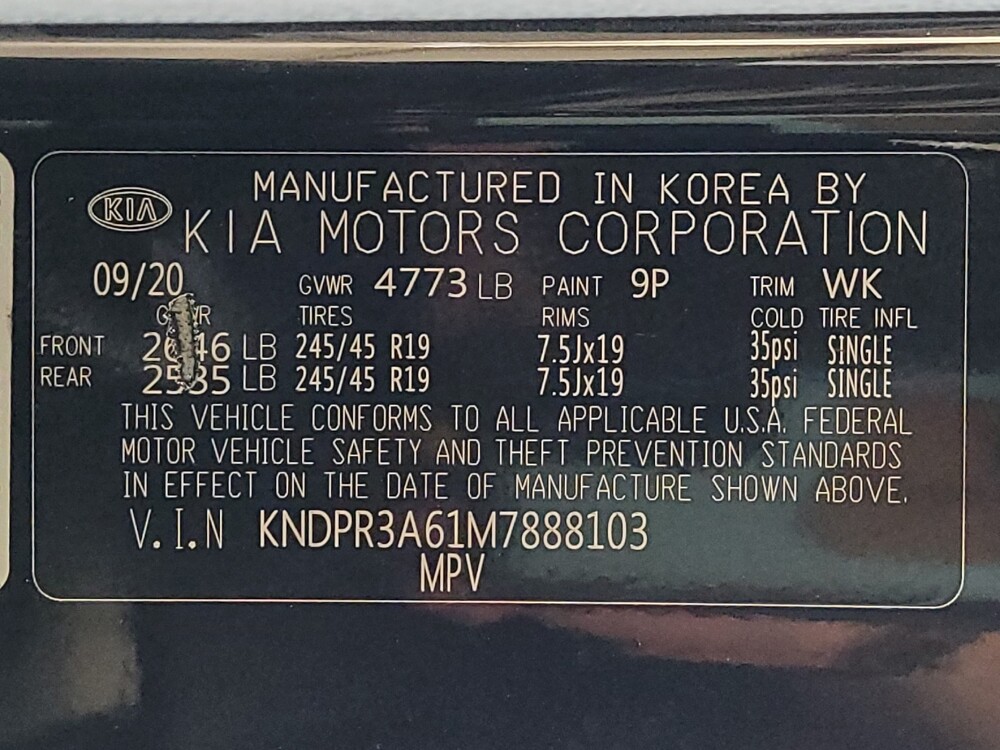 MANUFACTURED IN KOREA BY
KIA KIA MOTORS CORPORATION
09/20 GVWR 4773 LB PAINT 9P TRIM WK
TIRES RIMS COLD TIRE INFL
FRONT LB 245/45 R19 7.5Jx19 35psi SINGLE
REAR LB 245/45 R19 7.5Jx19 35psi SINGLE
THIS VEHICLE CONFORMS TO ALL APPLICABLE U.S.A. FEDERAL
MOTOR VEHICLE SAFETY AND THEFT PREVENTION STANDARDS
IN EFFECT ON THE DATE OF MANUFACTURE SHOWN ABOVE.
V.I.N KNDPR3A61M7888103
MPV